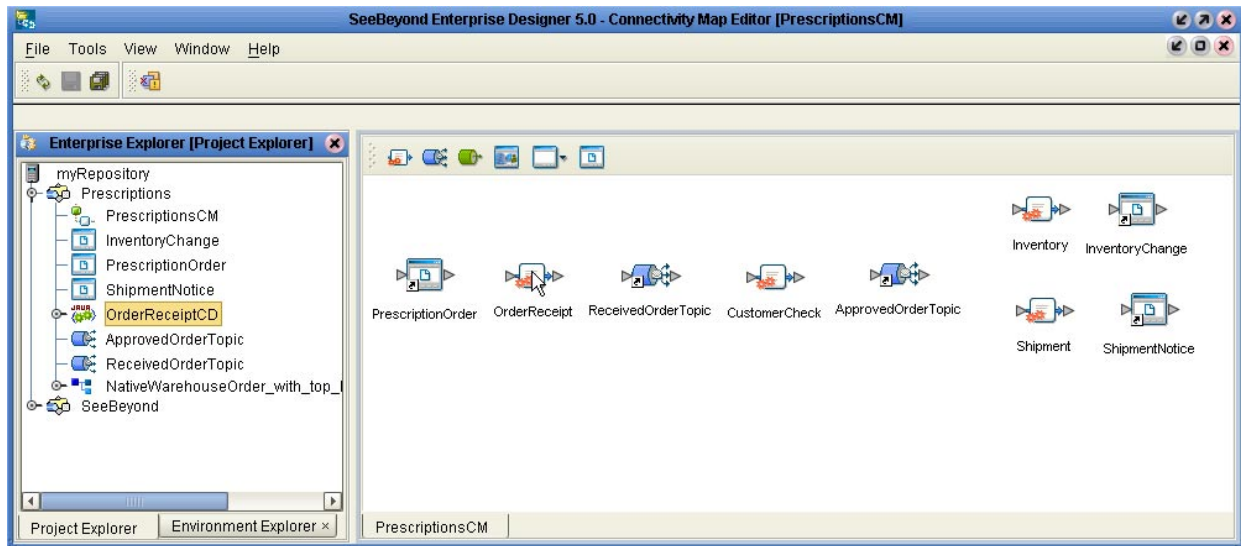 SeeBeyond Enterprise Designer 5.0 - Connectivity Map Editor [PrescriptionsCM]
File Tools View Window Help
Enterprise Explorer [Project Explorer]
myRepository
Prescriptions
PrescriptionsCM
InventoryChange
PrescriptionOrder
ShipmentNotice
OrderReceiptCD
ApprovedOrderTopic
ReceivedOrderTopic
NativeWarehouseOrder_with_top_
SeeBeyond
Project Explorer
Environment Explorer ×
Inventory
InventoryChange
PrescriptionOrder
OrderReceipt
ReceivedOrderTopic
CustomerCheck
ApprovedOrderTopic
Shipment
ShipmentNotice
PrescriptionsCM